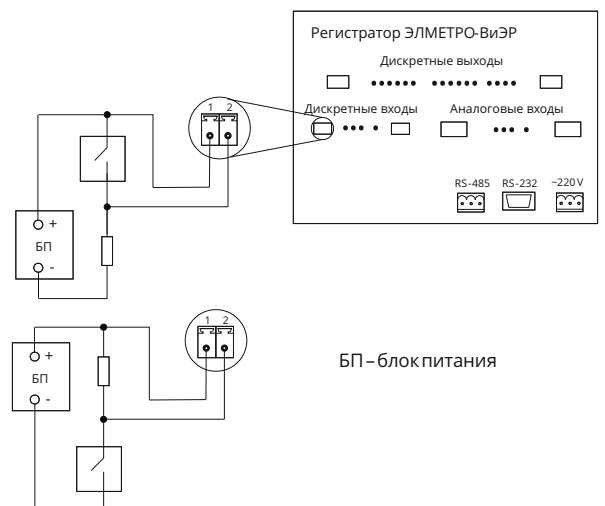 Регистратор ЭЛМЕТРО-ВиЭР
Дискретные выходы
Дискретные входы
Аналоговые входы
RS-485 RS-232 ~220 V
1 2
+
БП
-
1 2
+
БП
-
БП – блок питания